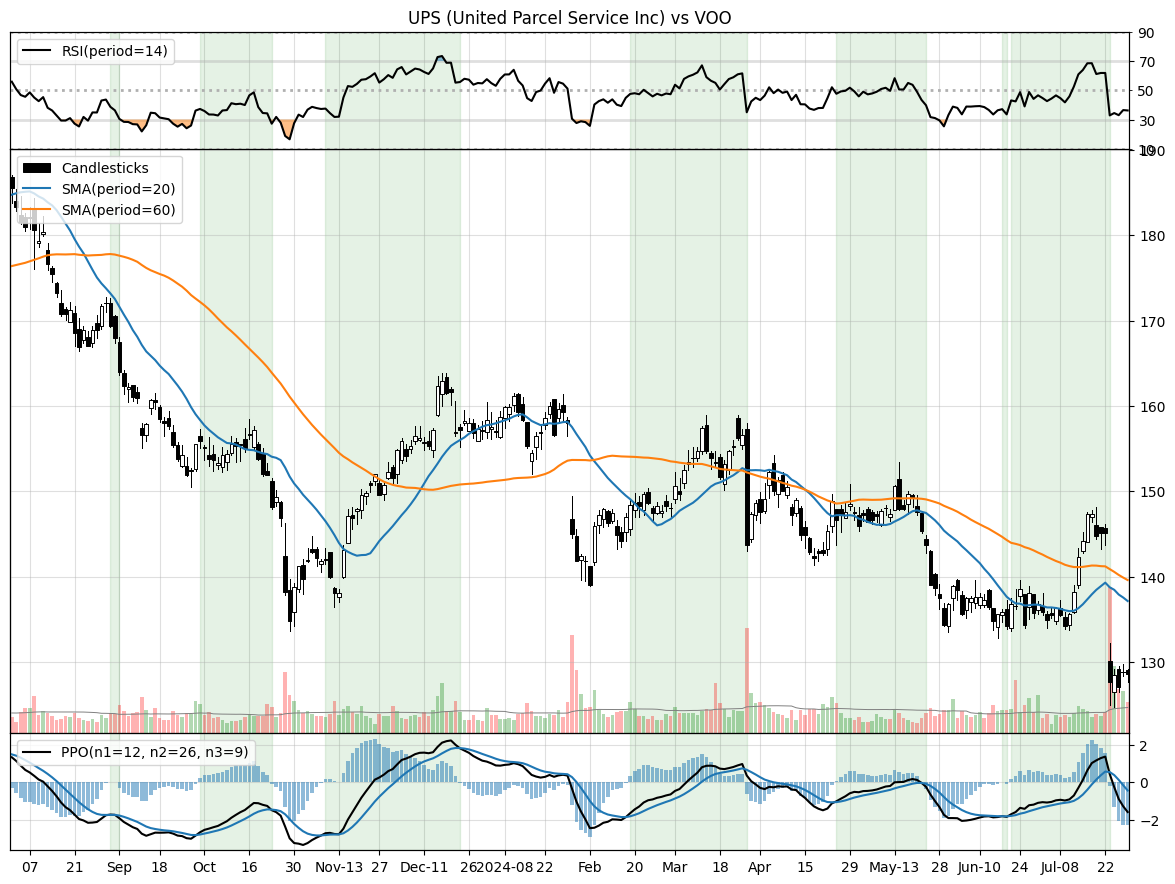 UPS (United Parcel Service Inc) vs VOO
RSI(period=14)
90
70
50
30
10
190
Candlesticks
SMA(period=20)
SMA(period=60)
180
170
160
150
140
130
PPO(n1=12, n2=26, n3=9)
2
0
−2
07 21 Sep 18 Oct 16 30 Nov-13 27 Dec-11 26 2024-08 22 Feb 20 Mar 18 Apr 15 29 May-13 28 Jun-10 24 Jul-08 22